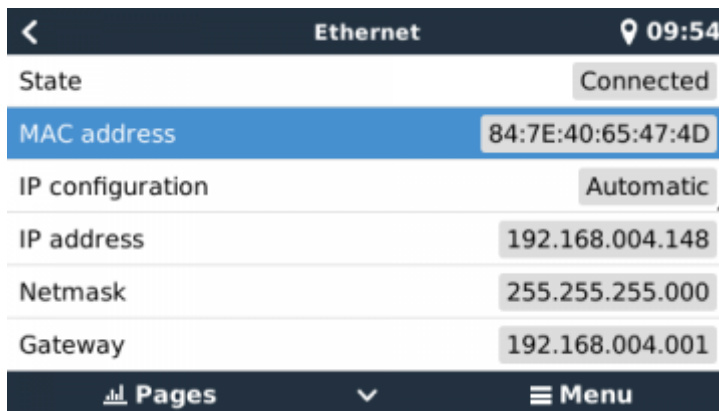 Ethernet 09:54
State Connected
MAC address 84:7E:40:65:47:4D
IP configuration Automatic
IP address 192.168.004.148
Netmask 255.255.255.000
Gateway 192.168.004.001
Pages Menu